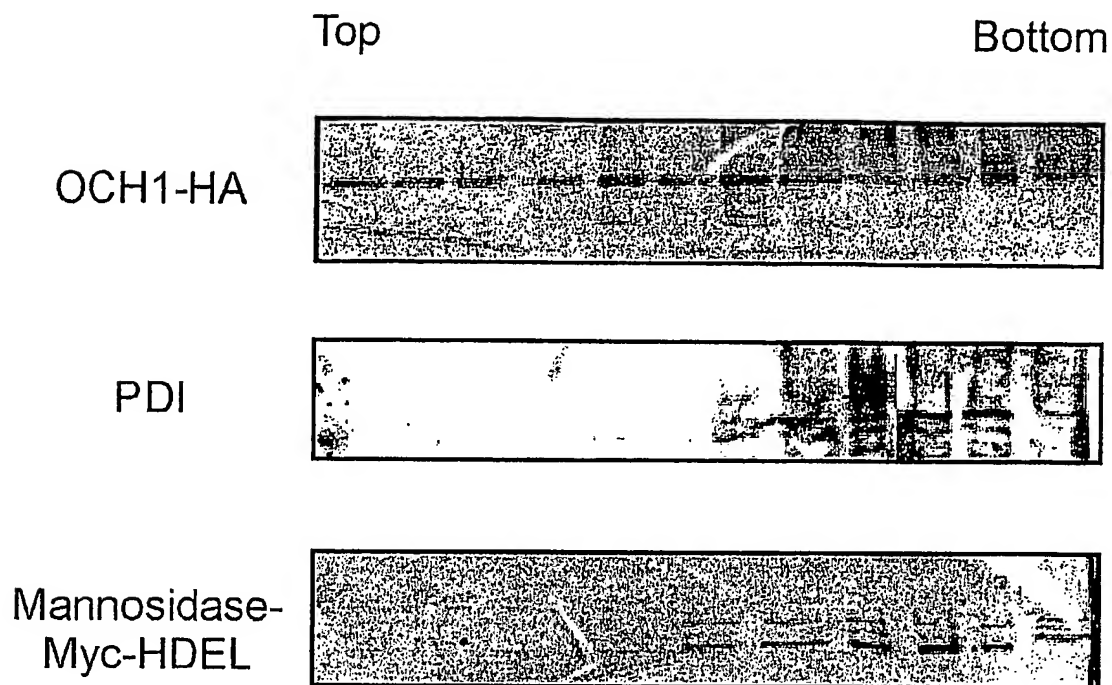 Top
Bottom
OCH1-HA
PDI
Mannosidase-
Myc-HDEL